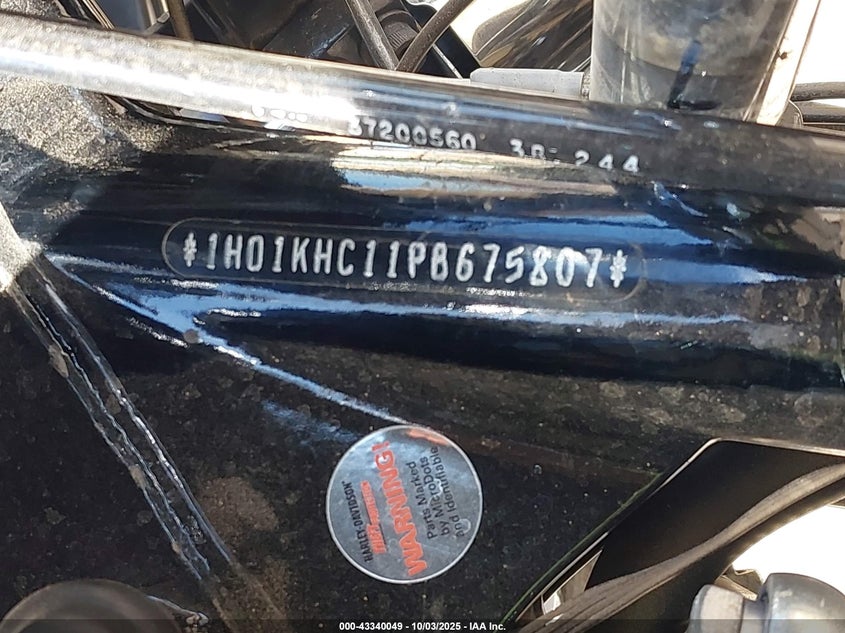 37200560 38. 244
*1HD1KHC11PB675807*
HARLEY-DAVIDSON
WARNING!
Parts Marked
by MicroDots
and Identifiable
000-43340049 - 10/03/2025 - IAA Inc.